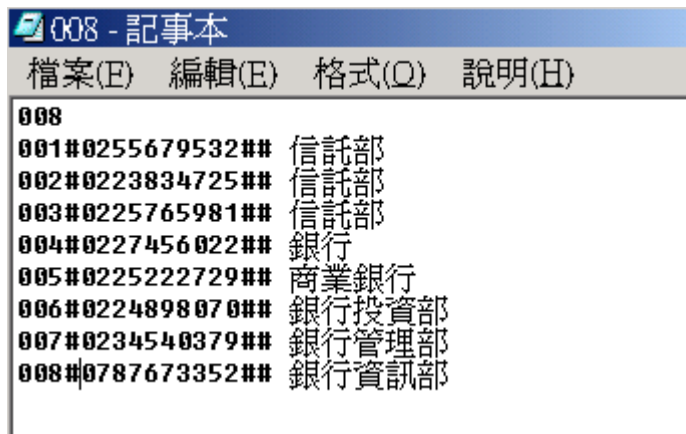 008 - 記事本
檔案(F) 編輯(E) 格式(O) 說明(H)
008
001#0255679532## 信託部
002#0223834725## 信託部
003#0225765981## 信託部
004#0227456022## 銀行
005#0225222729## 商業銀行
006#0224898070## 銀行投資部
007#0234540379## 銀行管理部
008#0787673352## 銀行資訊部